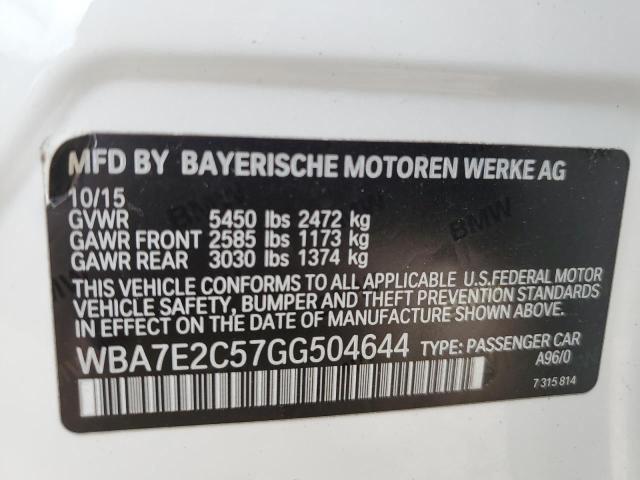 MFD BY BAYERISCHE MOTOREN WERKE AG
10/15
GVWR 5450 lbs 2472 kg
GAWR FRONT 2585 lbs 1173 kg
GAWR REAR 3030 lbs 1374 kg
THIS VEHICLE CONFORMS TO ALL APPLICABLE U.S.FEDERAL MOTOR
VEHICLE SAFETY, BUMPER AND THEFT PREVENTION STANDARDS
IN EFFECT ON THE DATE OF MANUFACTURE SHOWN ABOVE.
WBA7E2C57GG504644 TYPE: PASSENGER CAR
A96/0
7 315 814